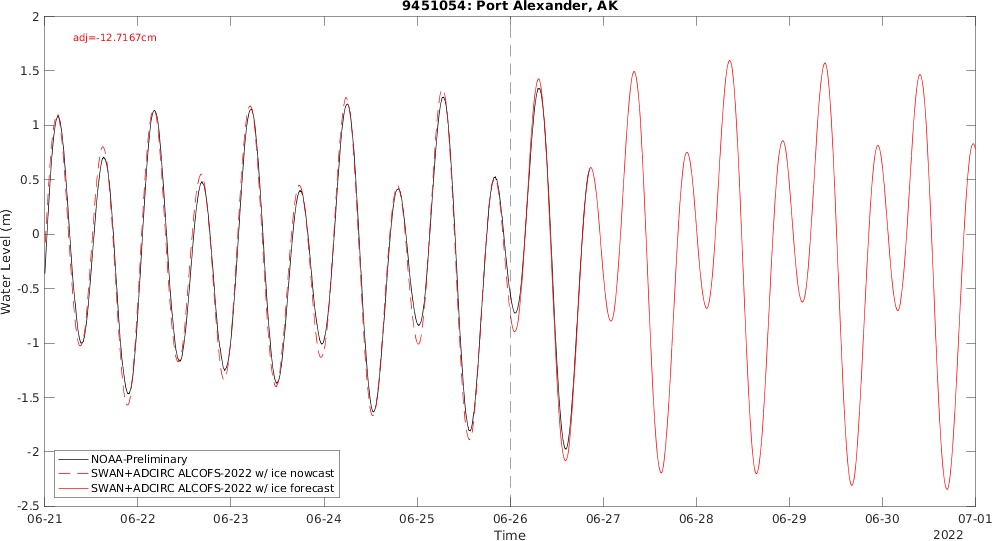 9451054: Port Alexander, AK
adj=-12.7167cm
Water Level (m)
2
1.5
1
0.5
0
-0.5
-1
-1.5
-2
-2.5
NOAA-Preliminary
SWAN+ADCIRC ALCOFS-2022 w/ ice nowcast
SWAN+ADCIRC ALCOFS-2022 w/ ice forecast
06-21 06-22 06-23 06-24 06-25 06-26 06-27 06-28 06-29 06-30 07-01
Time
2022